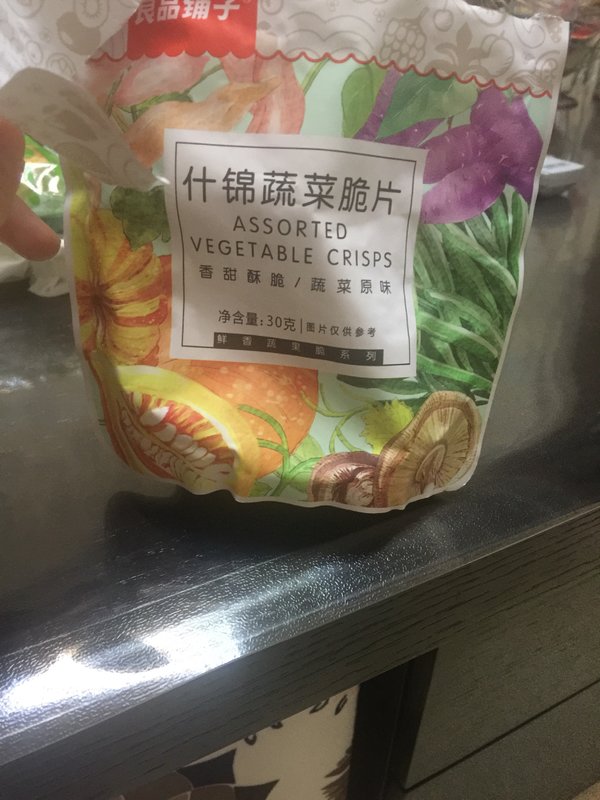 良品铺子
什锦蔬菜脆片
ASSORTED
VEGETABLE CRISPS
香甜酥脆/蔬菜原味
净含量:30克|图片仅供参考
鲜香蔬果脆系列